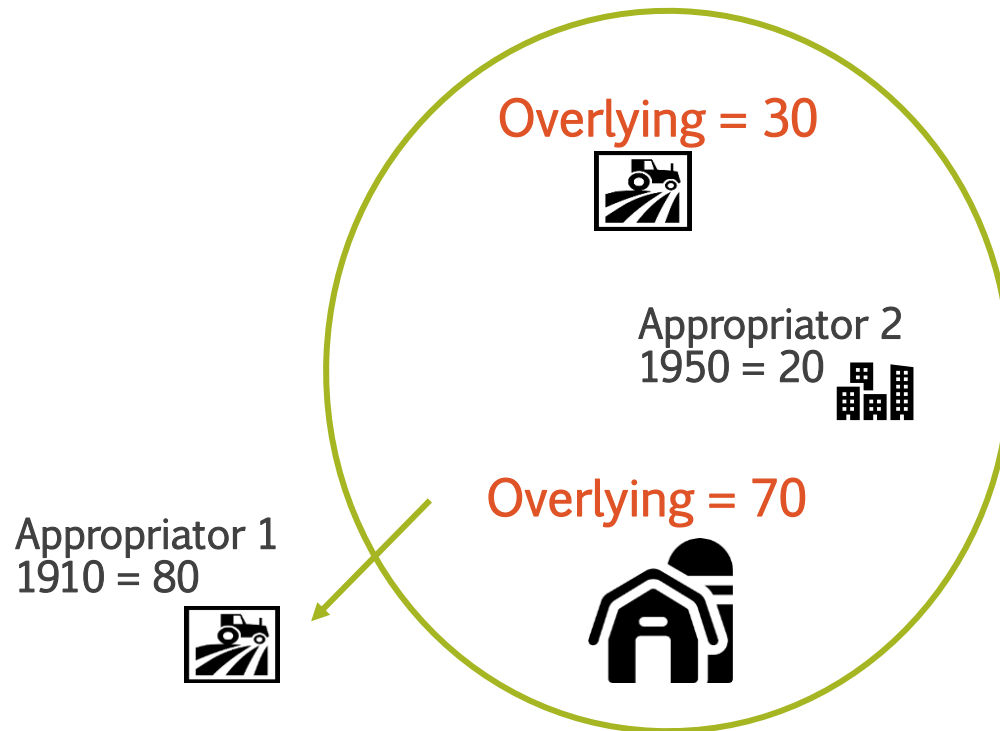 Overlying = 30
Appropriator 2
1950 = 20
Overlying = 70
Appropriator 1
1910 = 80